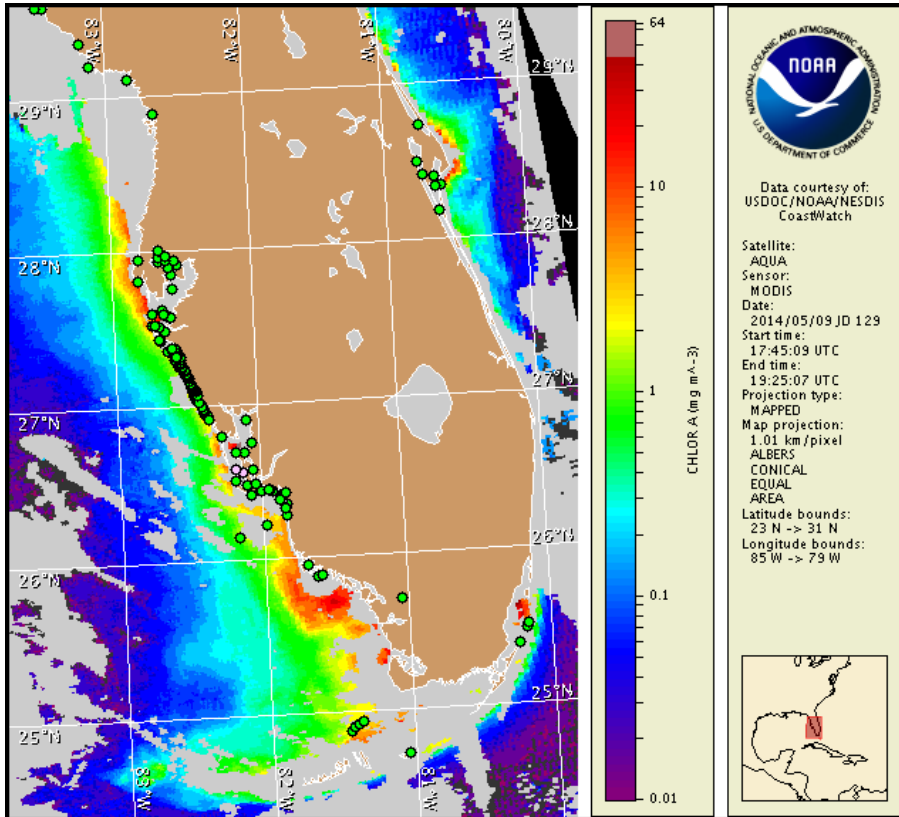 83°W
82°W
81°W
80°W
29°N
29°N
28°N
28°N
27°N
27°N
26°N
26°N
25°N
25°N
83°W
82°W
81°W
64
10
1
0.1
0.01
CHLOR A (mg m^-3)
NATIONAL OCEANIC AND ATMOSPHERIC ADMINISTRATION
NOAA
U.S. DEPARTMENT OF COMMERCE
Data courtesy of:
USDOC/NOAA/NESDIS
CoastWatch
Satellite:
AQUA
Sensor:
MODIS
Date:
2014/05/09 JD 129
Start time:
17:45:09 UTC
End time:
19:25:07 UTC
Projection type:
MAPPED
Map projection:
1.01 km/pixel
ALBERS
CONICAL
EQUAL
AREA
Latitude bounds:
23 N -> 31 N
Longitude bounds:
85 W -> 79 W